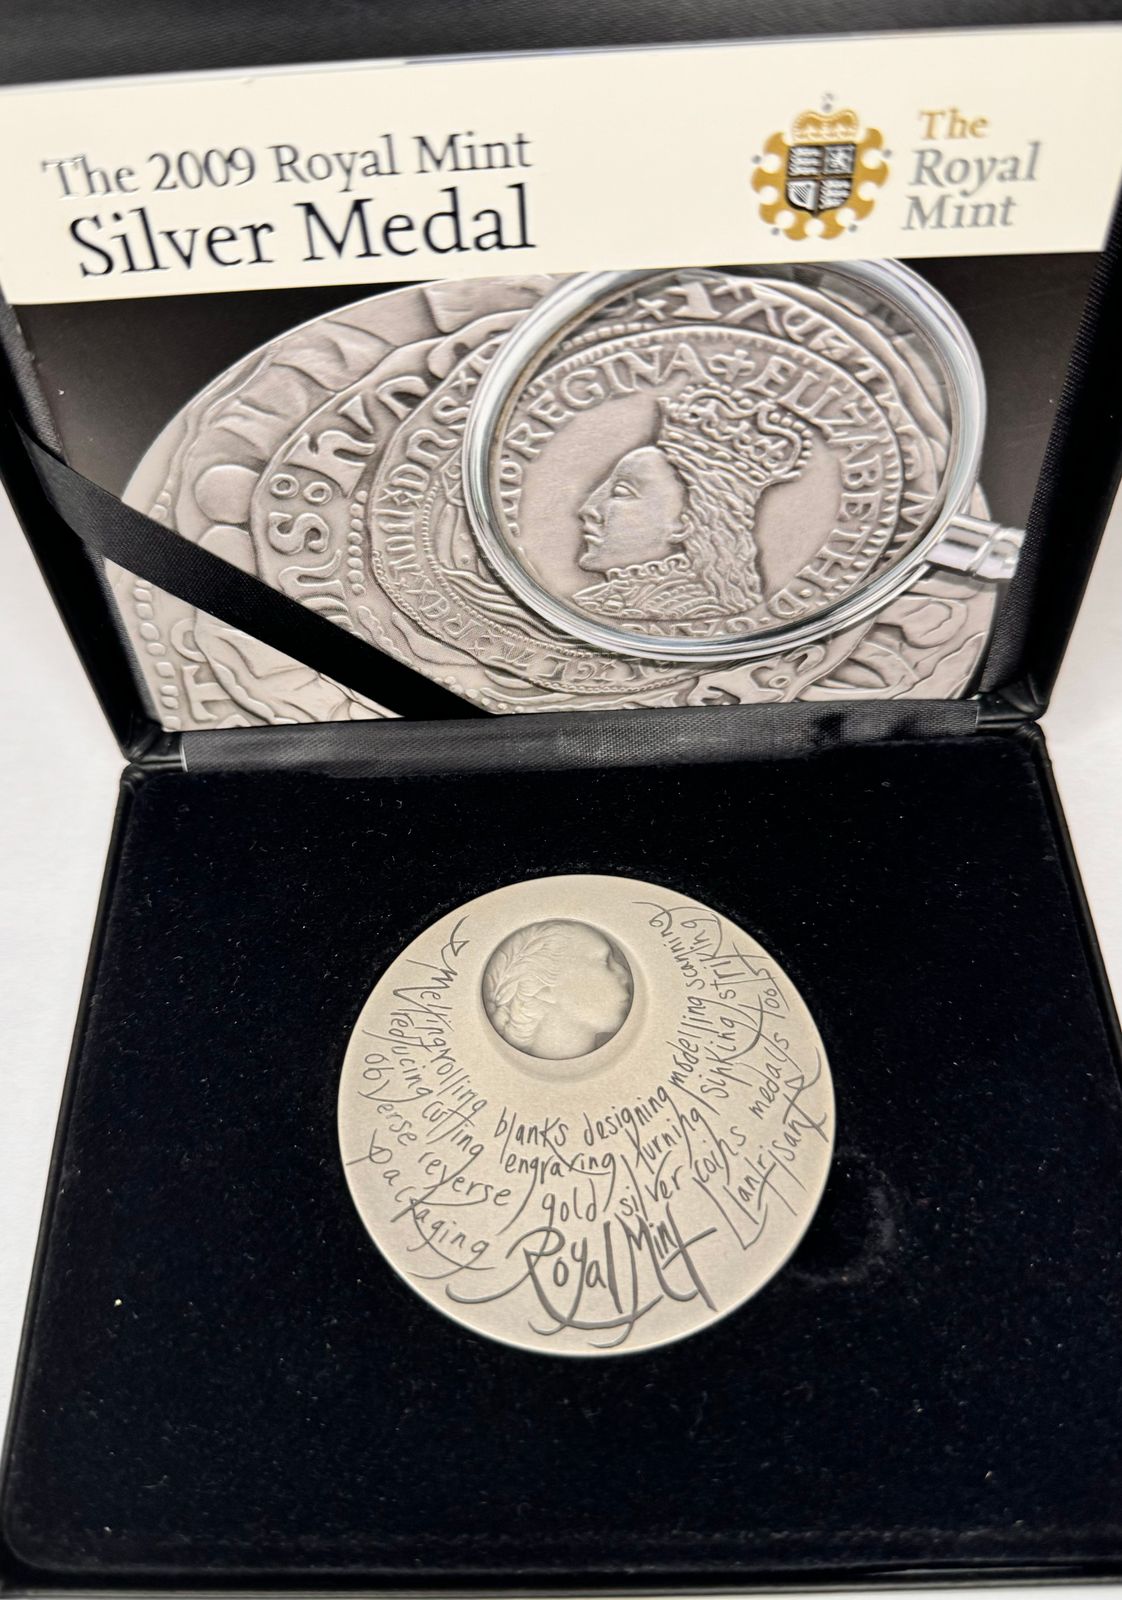 The 2009 Royal Mint
Silver Medal
The
Royal
Mint
REGINA
ELIZABETH
melting rolling blanks designing modelling scanning
reducing cutting engraving turning sinking striking
obverse reverse gold silver coins medals tools
packaging Royal Mint Llantrisant